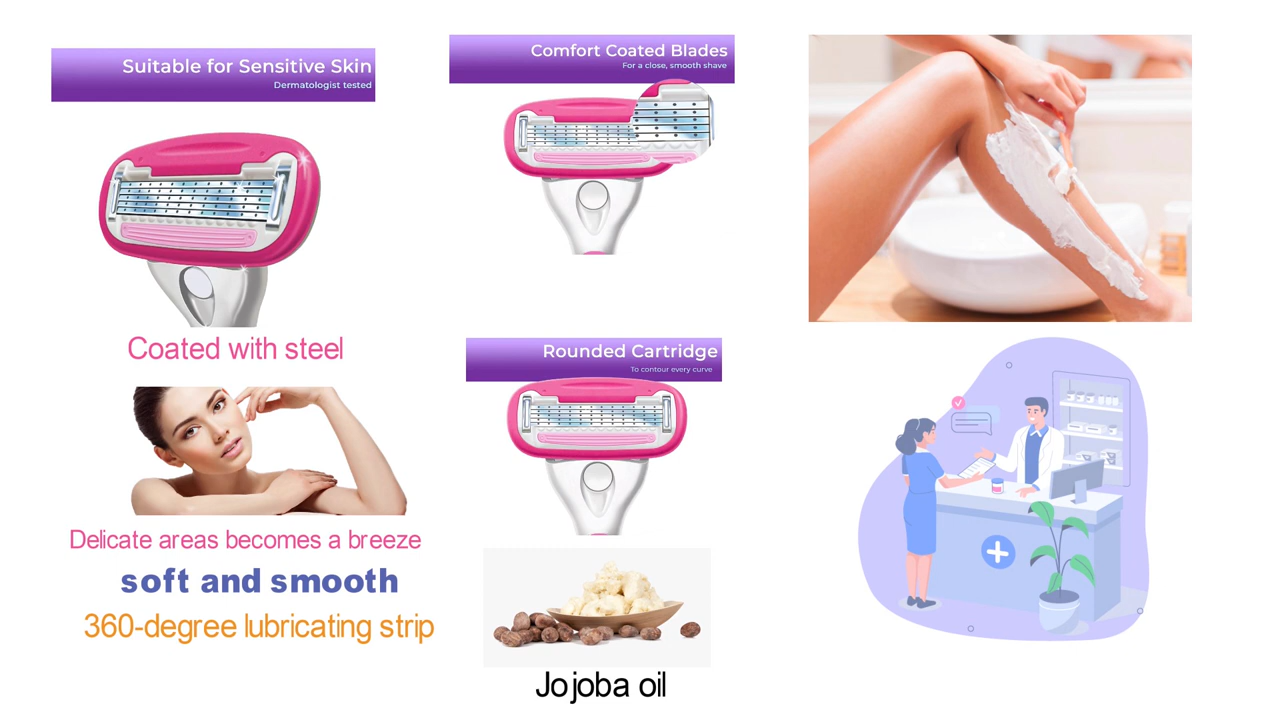 Suitable for Sensitive Skin
Dermatologist tested
Coated with steel
Delicate areas becomes a breeze
soft and smooth
360-degree lubricating strip
Comfort Coated Blades
For a close, smooth shave
Rounded Cartridge
To contour every curve
Jojoba oil